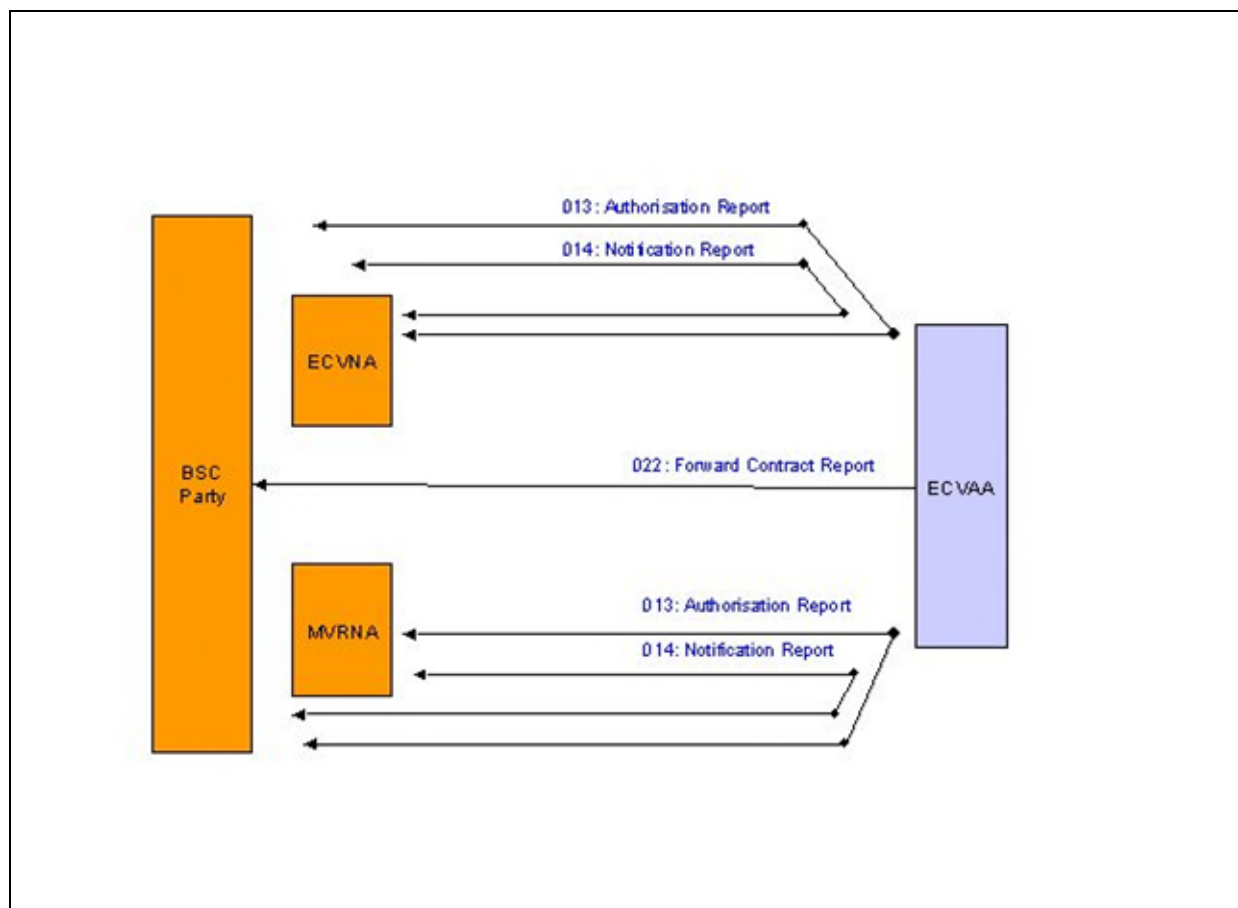 013: Authorisation Report
014: Notification Report
ECVNA
022: Forward Contract Report
BSC
Party
ECVAA
013: Authorisation Report
MVRNA
014: Notification Report